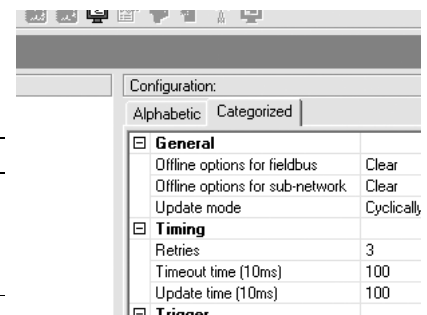 Configuration:
Alphabetic Categorized
General
Offline options for fieldbus Clear
Offline options for sub-network Clear
Update mode Cyclically
Timing
Retries 3
Timeout time (10ms) 100
Update time (10ms) 100
Trigger